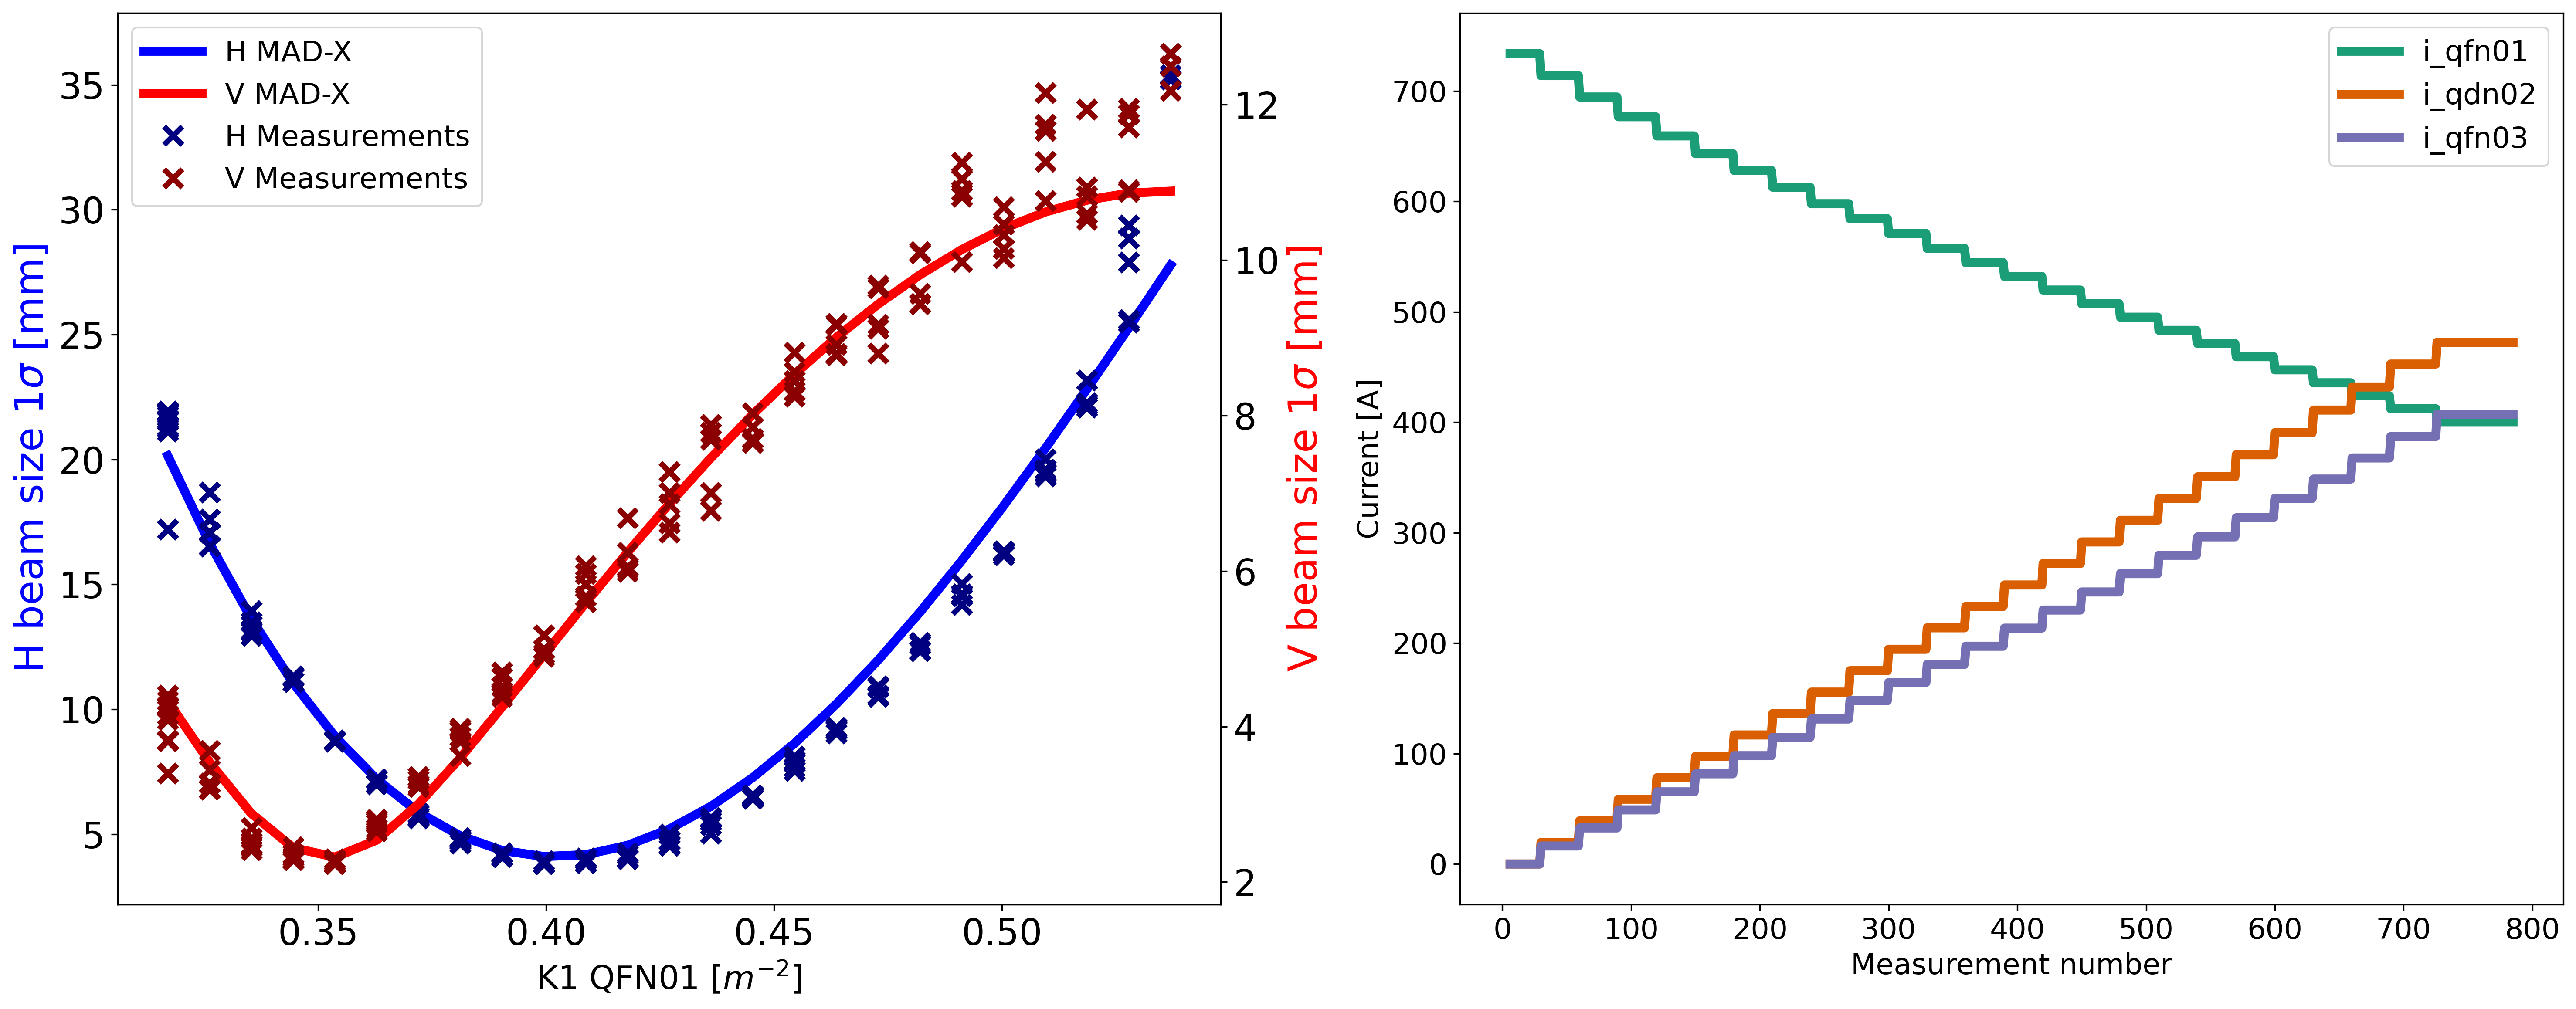 H MAD-X
V MAD-X
H Measurements
V Measurements
H beam size 1σ [mm]
35
30
25
20
15
10
5
0.35 0.40 0.45 0.50
K1 QFN01 [m⁻²]
12
10
8
6
4
2
V beam size 1σ [mm]
i_qfn01
i_qdn02
i_qfn03
Current [A]
700
600
500
400
300
200
100
0
0 100 200 300 400 500 600 700 800
Measurement number